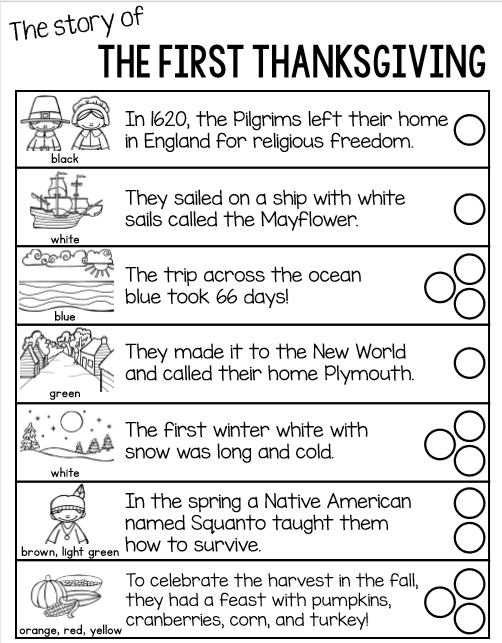 The story of
THE FIRST THANKSGIVING
In 1620, the Pilgrims left their home
in England for religious freedom.
black
They sailed on a ship with white
sails called the Mayflower.
white
The trip across the ocean
blue took 66 days!
blue
They made it to the New World
and called their home Plymouth.
green
The first winter white with
snow was long and cold.
white
In the spring a Native American
named Squanto taught them
how to survive.
brown, light green
To celebrate the harvest in the fall,
they had a feast with pumpkins,
cranberries, corn, and turkey!
orange, red, yellow